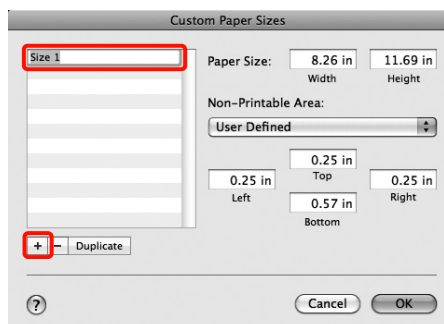 Custom Paper Sizes
Size 1
Paper Size:
8.26 in
11.69 in
Width
Height
Non-Printable Area:
User Defined
0.25 in
Top
0.25 in
Left
0.25 in
Right
0.57 in
Bottom
+
–
Duplicate
?
Cancel
OK